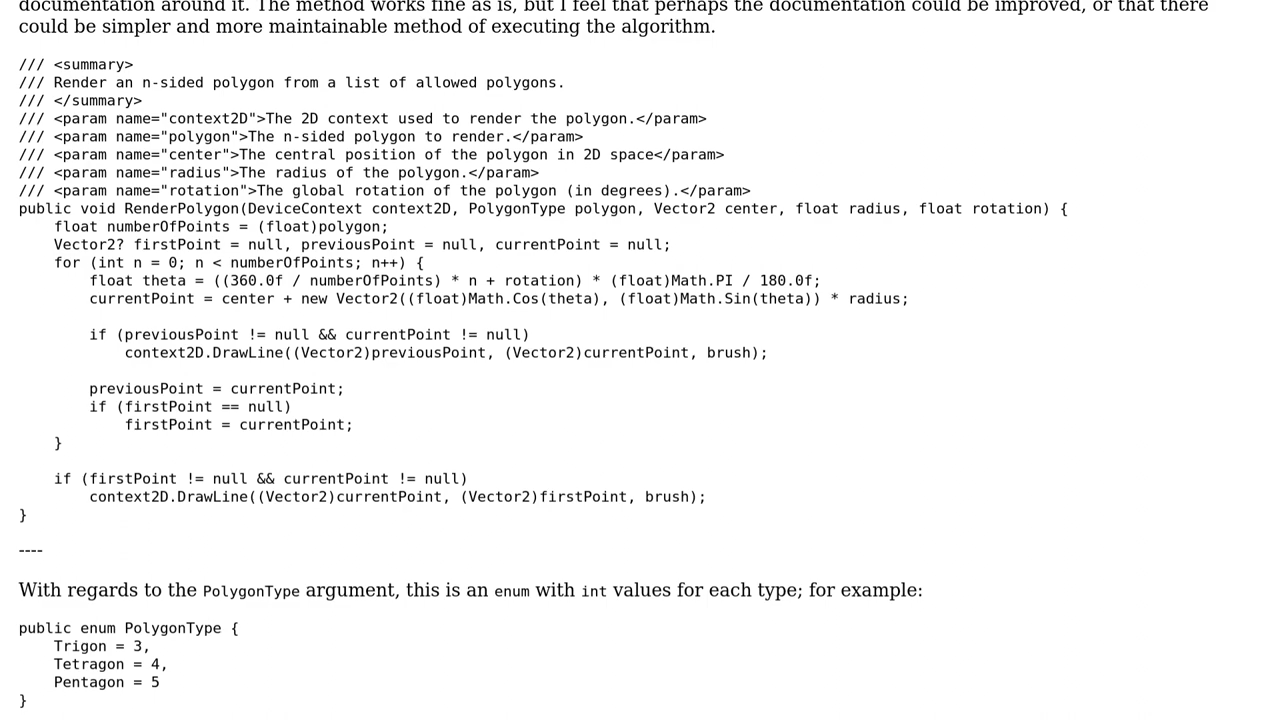 documentation around it. The method works fine as is, but I feel that perhaps the documentation could be improved, or that there
could be simpler and more maintainable method of executing the algorithm.
/// <summary>
/// Render an n-sided polygon from a list of allowed polygons.
/// </summary>
/// <param name="context2D">The 2D context used to render the polygon.</param>
/// <param name="polygon">The n-sided polygon to render.</param>
/// <param name="center">The central position of the polygon in 2D space</param>
/// <param name="radius">The radius of the polygon.</param>
/// <param name="rotation">The global rotation of the polygon (in degrees).</param>
public void RenderPolygon(DeviceContext context2D, PolygonType polygon, Vector2 center, float radius, float rotation) {
    float numberOfPoints = (float)polygon;
    Vector2? firstPoint = null, previousPoint = null, currentPoint = null;
    for (int n = 0; n < numberOfPoints; n++) {
        float theta = ((360.0f / numberOfPoints) * n + rotation) * (float)Math.PI / 180.0f;
        currentPoint = center + new Vector2((float)Math.Cos(theta), (float)Math.Sin(theta)) * radius;
        if (previousPoint != null && currentPoint != null)
            context2D.DrawLine((Vector2)previousPoint, (Vector2)currentPoint, brush);
        previousPoint = currentPoint;
        if (firstPoint == null)
            firstPoint = currentPoint;
    }
    if (firstPoint != null && currentPoint != null)
        context2D.DrawLine((Vector2)currentPoint, (Vector2)firstPoint, brush);
}
----
With regards to the PolygonType argument, this is an enum with int values for each type; for example:
public enum PolygonType {
    Trigon = 3,
    Tetragon = 4,
    Pentagon = 5
}